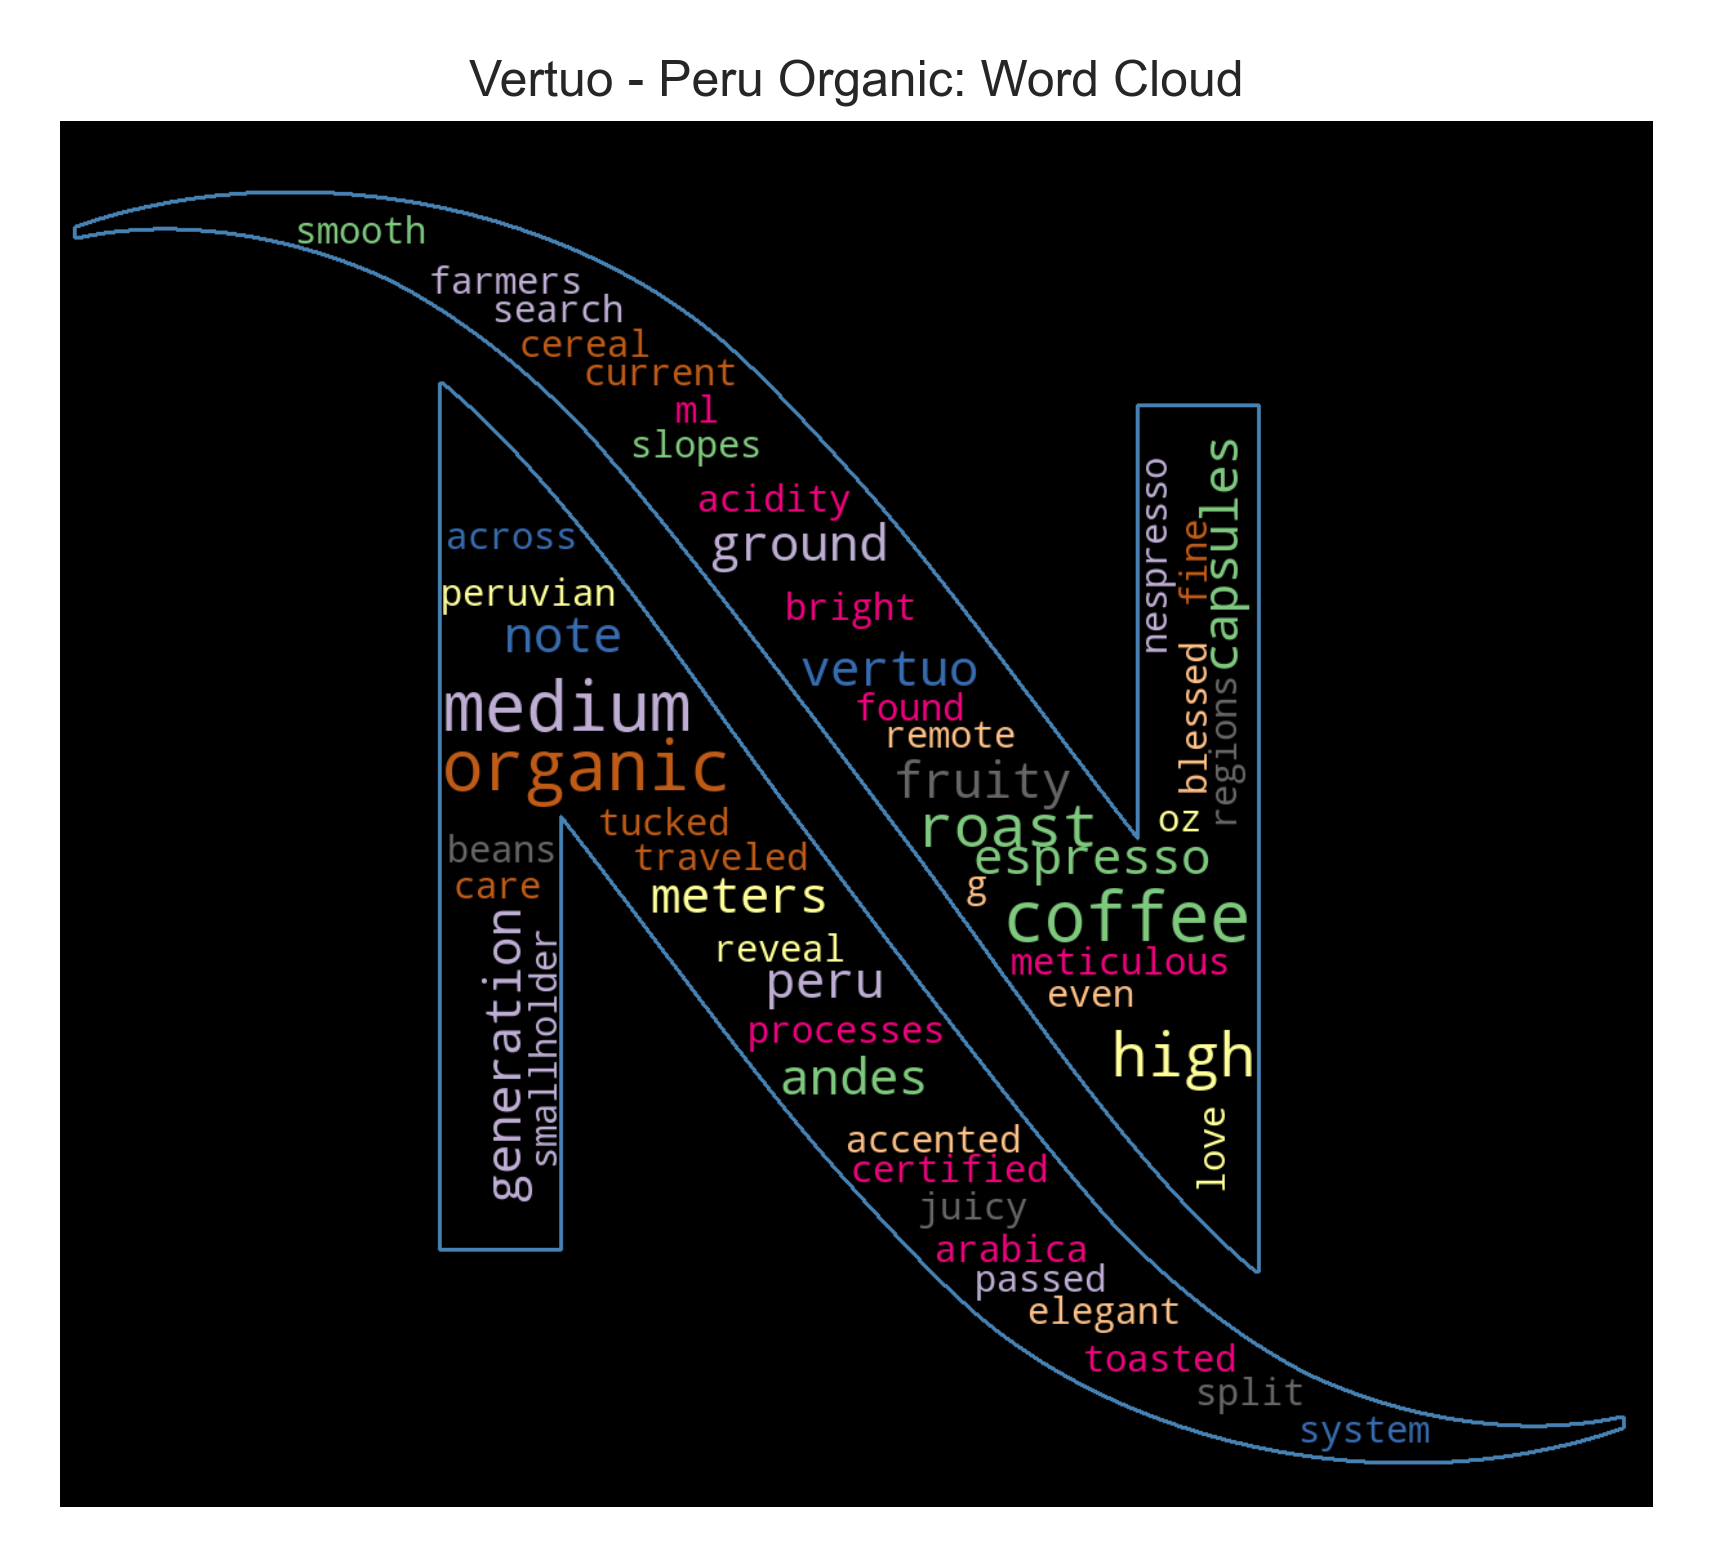 Vertuo - Peru Organic: Word Cloud
smooth
farmers
search
cereal
current
ml
slopes
acidity
ground
bright
vertuo
found
remote
fruity
roast
espresso
g
coffee
meticulous
even
high
love
nespresso
fine
capsules
blessed
regions
oz
across
peruvian
note
medium
organic
tucked
beans
traveled
care
meters
generation
smallholder
reveal
peru
processes
andes
accented
certified
juicy
arabica
passed
elegant
toasted
split
system